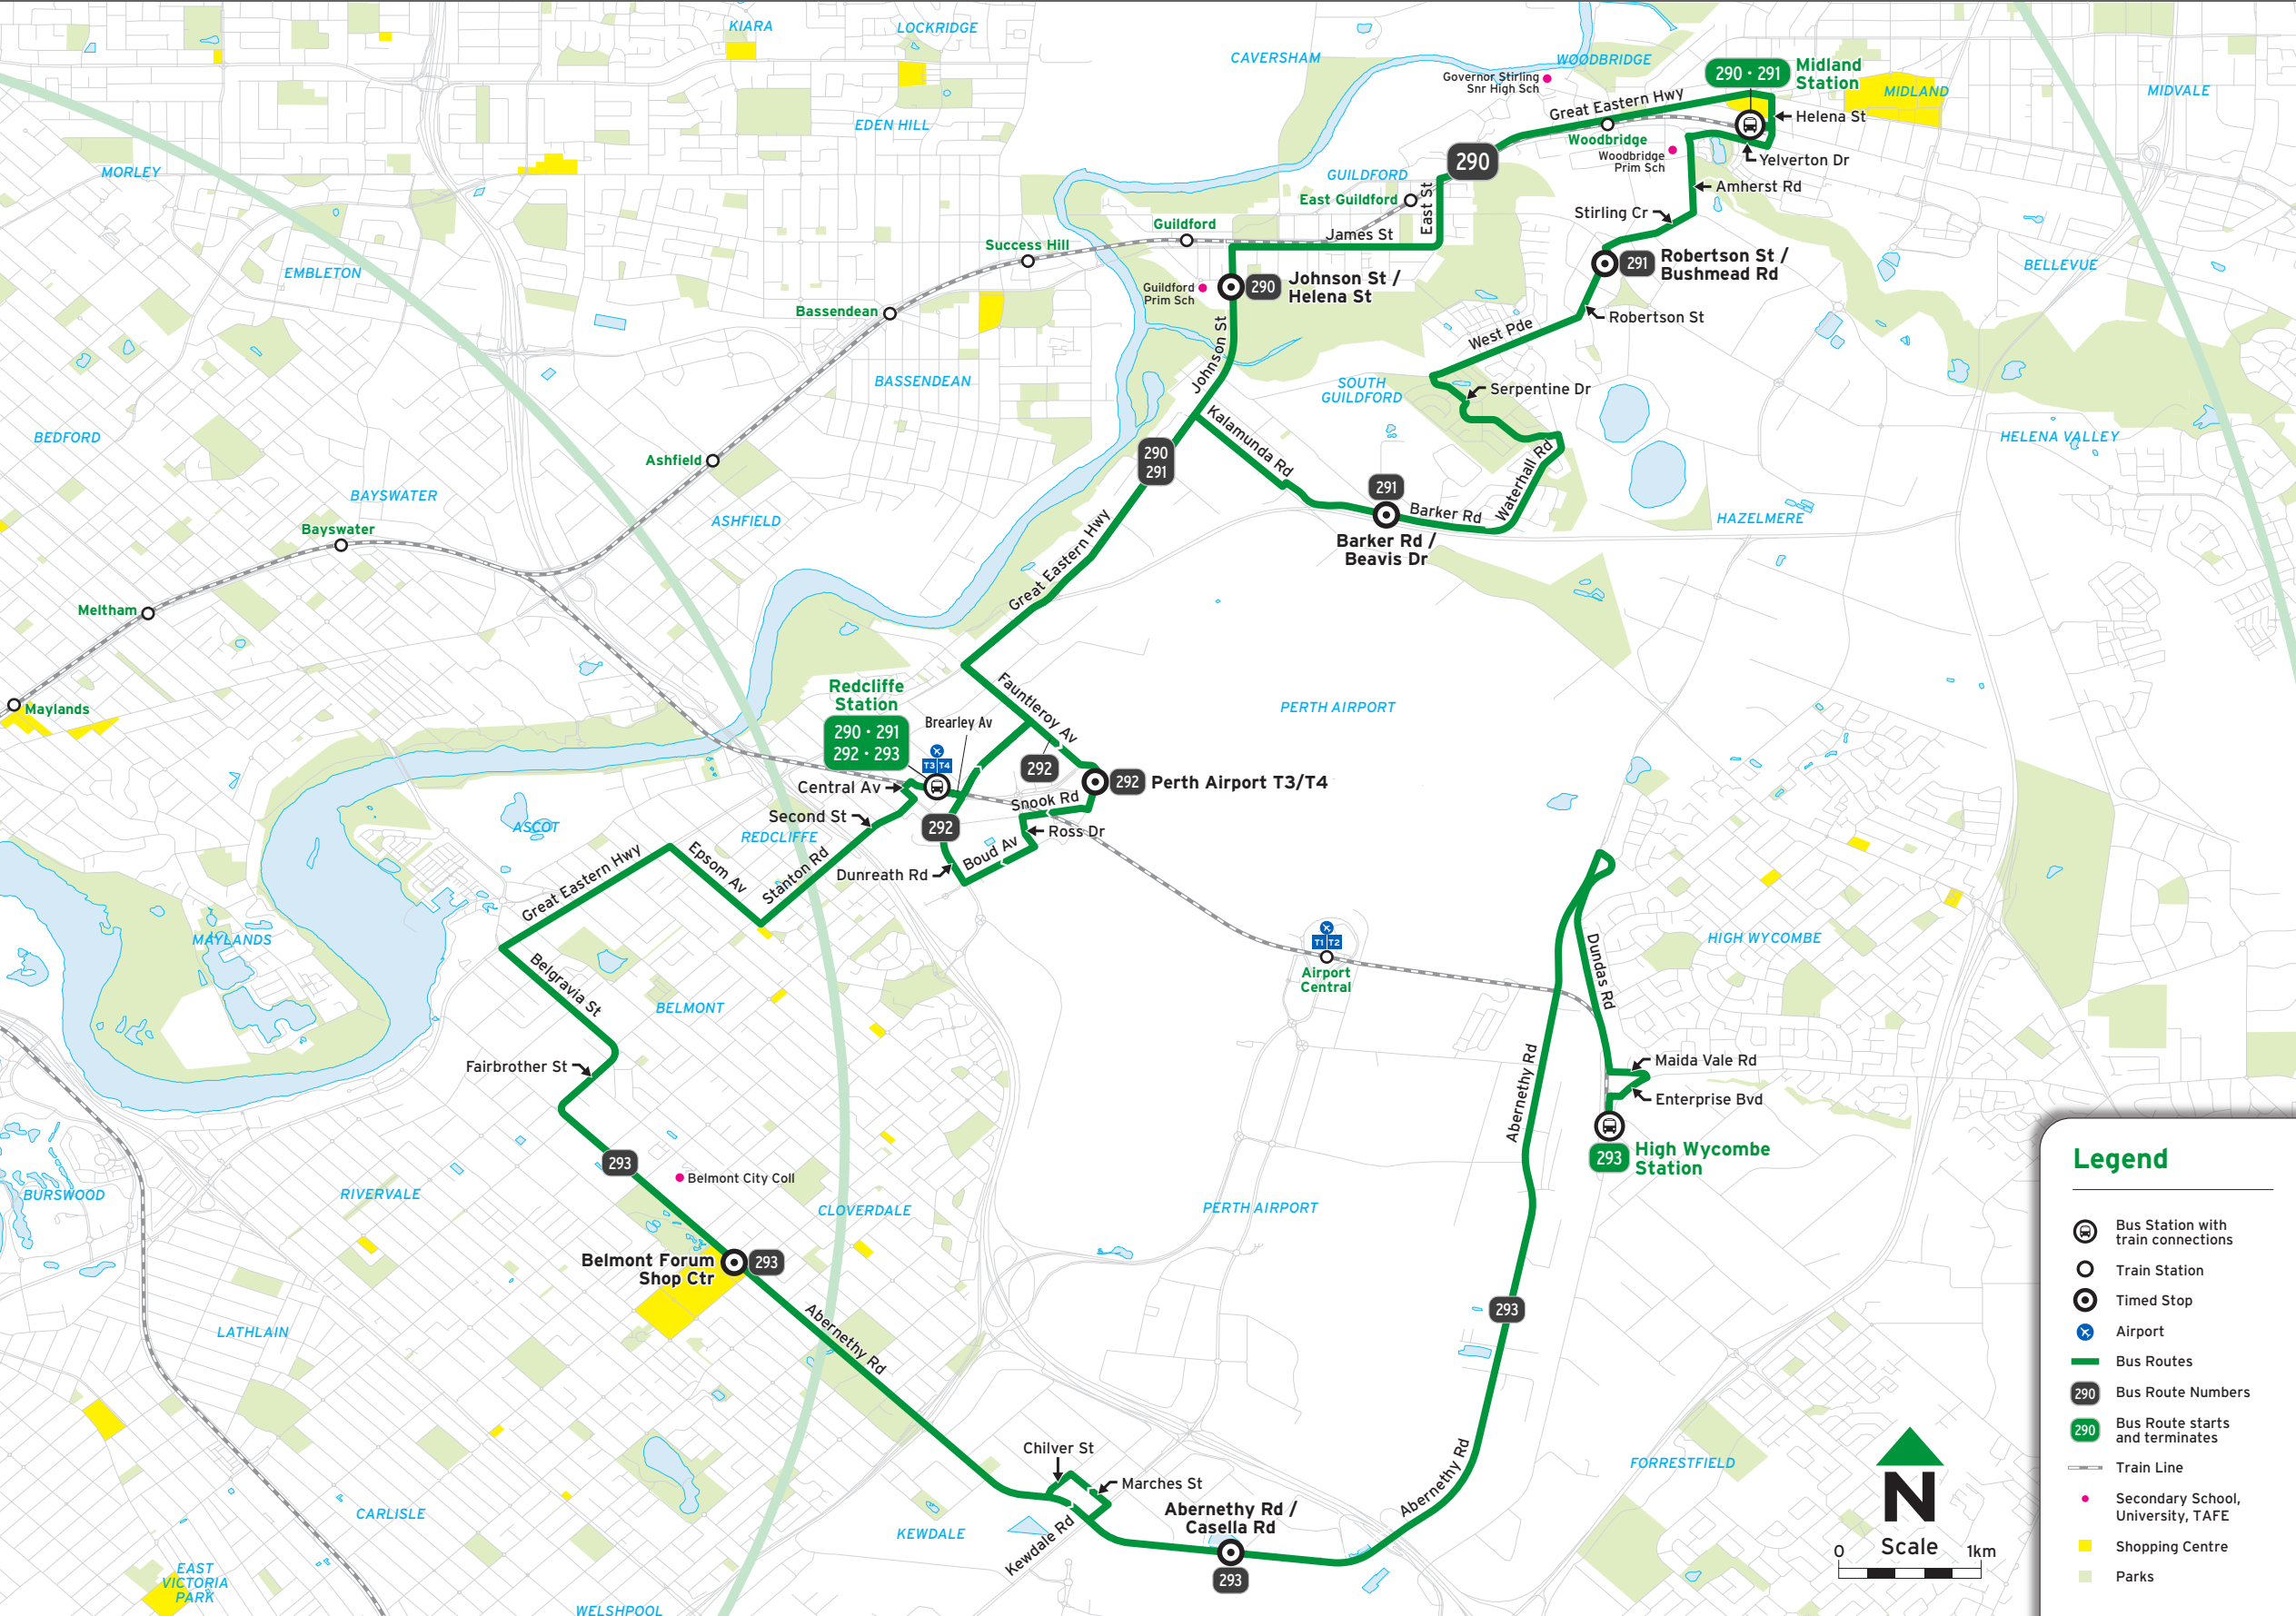 KIARA
LOCKRIDGE
CAVERSHAM
WOODBRIDGE
Governor Stirling
Snr High Sch
290 • 291
Midland
Station
MIDLAND
MIDVALE
Great Eastern Hwy
Helena St
EDEN HILL
Woodbridge
Woodbridge
Prim Sch
Yelverton Dr
290
MORLEY
GUILDFORD
East Guildford
East St
Amherst Rd
Stirling Cr
Guildford
James St
Success Hill
EMBLETON
291
Robertson St /
Bushmead Rd
BELLEVUE
Guildford
Prim Sch
290
Johnson St /
Helena St
Bassendean
Robertson St
West Pde
Johnson St
BASSENDEAN
SOUTH
GUILDFORD
Serpentine Dr
BEDFORD
Kalamunda Rd
HELENA VALLEY
Ashfield
290
291
Waterhall Rd
BAYSWATER
291
Barker Rd
ASHFIELD
HAZELMERE
Bayswater
Barker Rd /
Beavis Dr
Great Eastern Hwy
Meltham
Maylands
Redcliffe
Station
290 • 291
292 • 293
Brearley Av
Fauntleroy Av
PERTH AIRPORT
T3 T4
292
292
Perth Airport T3/T4
Central Av
Snook Rd
Second St
292
Ross Dr
ASCOT
REDCLIFFE
Boud Av
Dunreath Rd
Great Eastern Hwy
Epsom Av
Stanton Rd
MAYLANDS
T1 T2
Airport
Central
HIGH WYCOMBE
Dundas Rd
Belgravia St
BELMONT
Fairbrother St
Abernethy Rd
Maida Vale Rd
Enterprise Bvd
293
High Wycombe
Station
293
Belmont City Coll
BURSWOOD
RIVERVALE
CLOVERDALE
PERTH AIRPORT
Belmont Forum
Shop Ctr
293
293
LATHLAIN
Abernethy Rd
Chilver St
Marches St
Abernethy Rd
FORRESTFIELD
Abernethy Rd /
Casella Rd
CARLISLE
KEWDALE
Kewdale Rd
293
EAST
VICTORIA
PARK
WELSHPOOL
N
Scale
0
1km
Legend
Bus Station with
train connections
Train Station
Timed Stop
Airport
Bus Routes
290
Bus Route Numbers
290
Bus Route starts
and terminates
Train Line
Secondary School,
University, TAFE
Shopping Centre
Parks